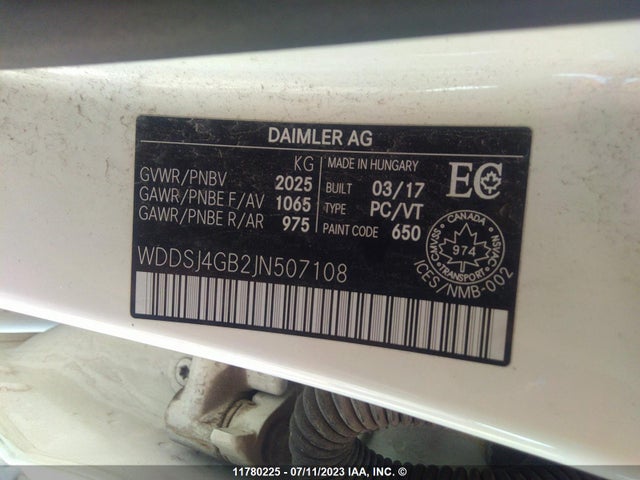 DAIMLER AG
KG
GVWR/PNBV 2025
GAWR/PNBE F/AV 1065
GAWR/PNBE R/AR 975
MADE IN HUNGARY
BUILT 03/17
TYPE PC/VT
PAINT CODE 650
EC
CANADA
CMVSS 974 NSVAC
TRANSPORT
ICES/NMB-002
WDDSJ4GB2JN507108
11780225 - 07/11/2023 © IAA, INC. ®